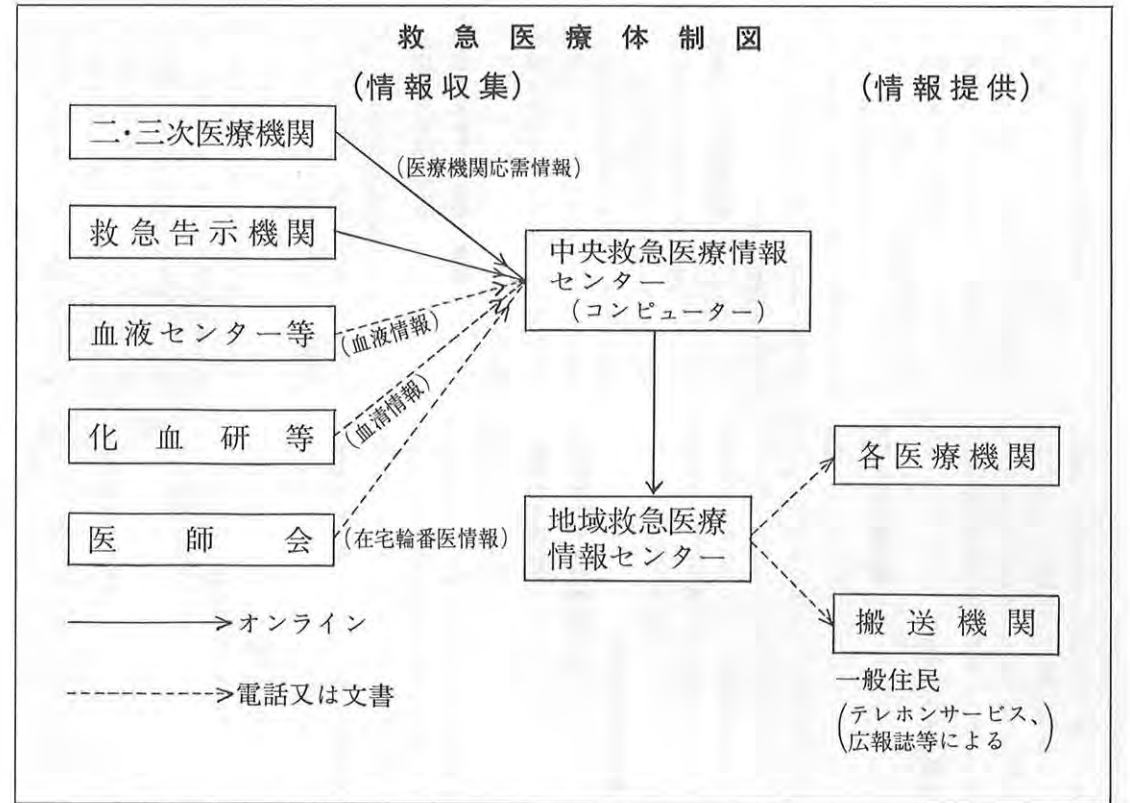 救急医療体制図
(情報収集)
(情報提供)
二・三次医療機関
(医療機関応需情報)
救急告示機関
中央救急医療情報
センター
(コンピューター)
血液センター等
(血液情報)
化血研等
(血清情報)
各医療機関
医師会
(在宅輪番医情報)
地域救急医療
情報センター
オンライン
搬送機関
電話又は文書
一般住民
(テレホンサービス、
広報誌等による)